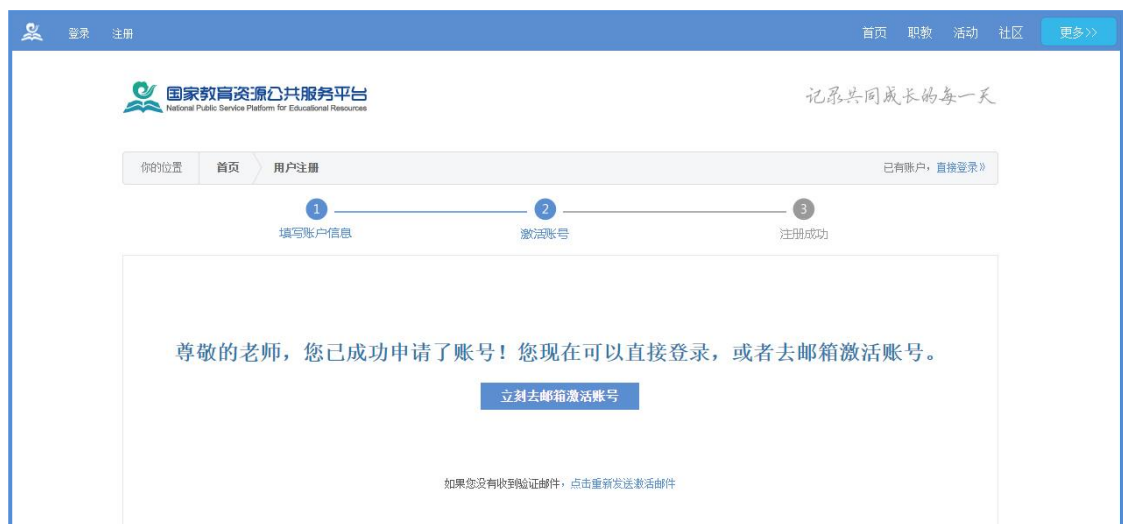 登录 注册 首页 职教 活动 社区 更多>>
国家教育资源公共服务平台
National Public Service Platform for Educational Resources
记录共同成长的每一天
你的位置 首页 用户注册 已有账户，直接登录》
1 2 3
填写账户信息 激活账号 注册成功
尊敬的老师，您已成功申请了账号！您现在可以直接登录，或者去邮箱激活账号。
立刻去邮箱激活账号
如果您没有收到验证邮件，点击重新发送激活邮件